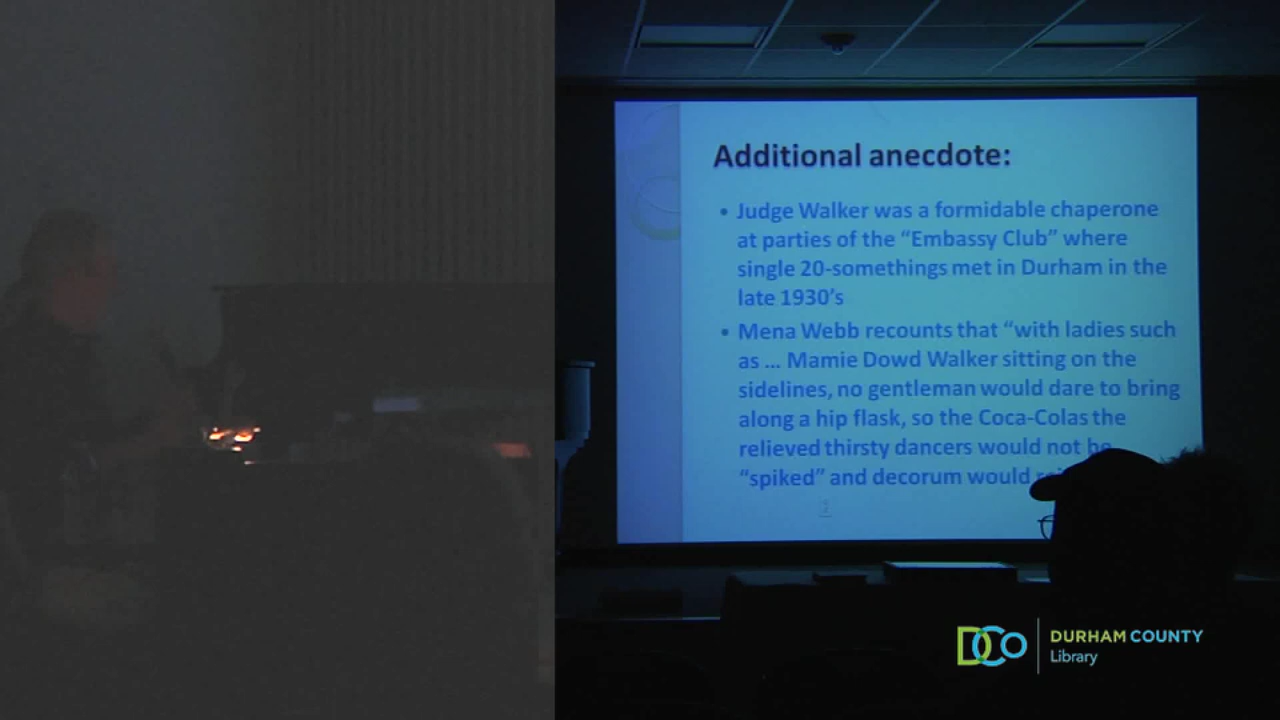 Additional anecdote:
• Judge Walker was a formidable chaperone
at parties of the “Embassy Club” where
single 20-somethings met in Durham in the
late 1930’s
• Mena Webb recounts that “with ladies such
as ... Mamie Dowd Walker sitting on the
sidelines, no gentleman would dare to bring
along a hip flask, so the Coca-Colas the
relieved thirsty dancers would not be
“spiked” and decorum would
DCo DURHAM COUNTY
Library